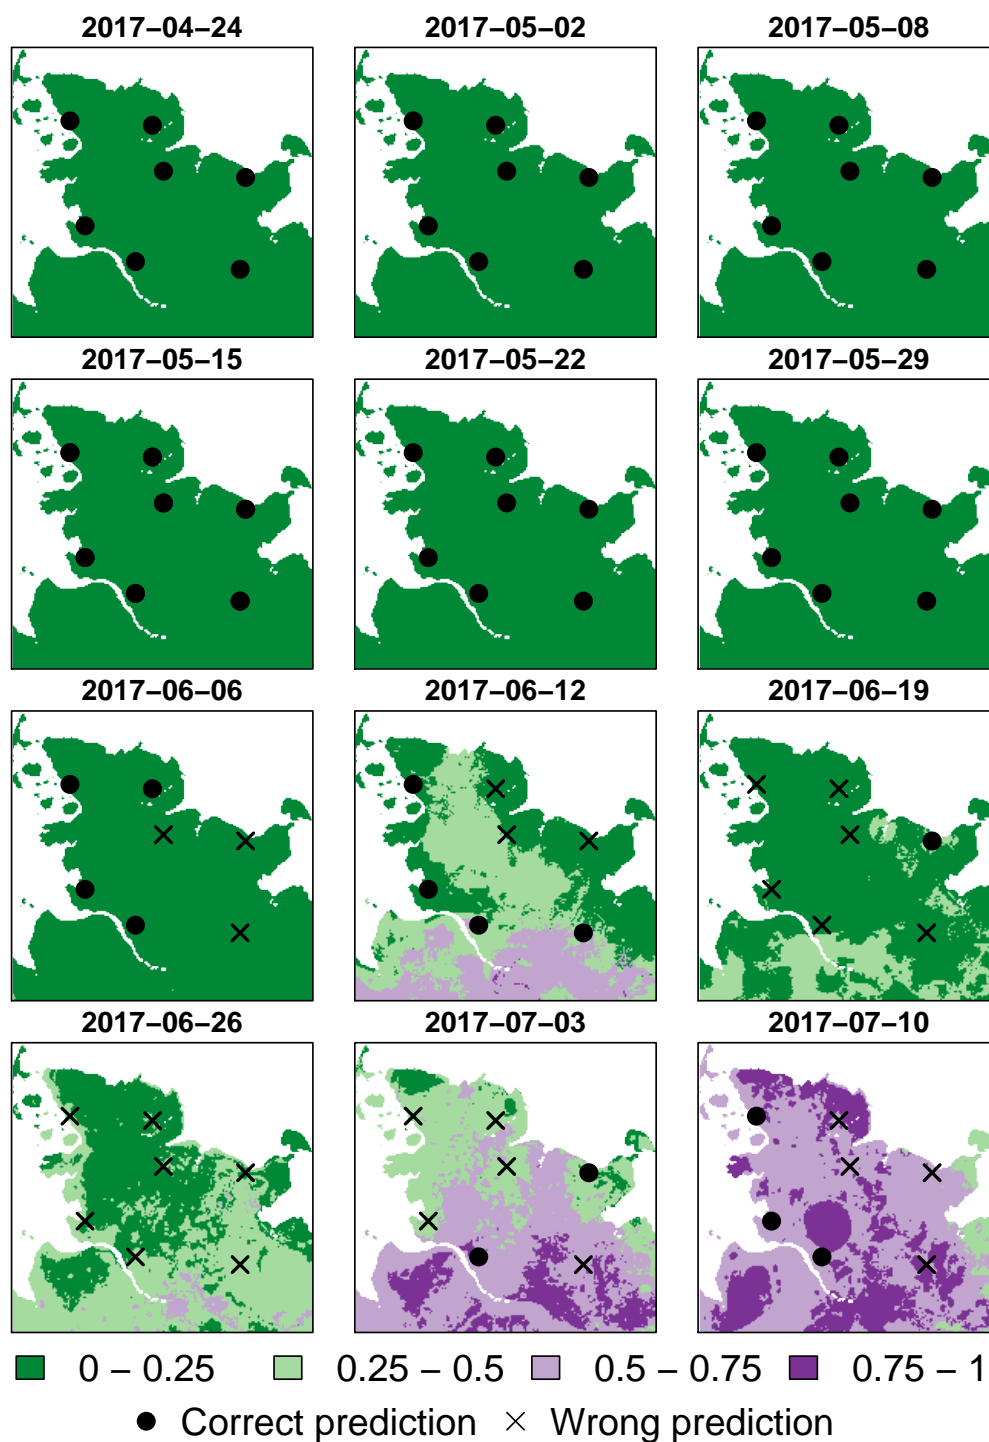 2017–04–24 2017–05–02 2017–05–08
2017–05–15 2017–05–22 2017–05–29
2017–06–06 2017–06–12 2017–06–19
2017–06–26 2017–07–03 2017–07–10
0 – 0.25 0.25 – 0.5 0.5 – 0.75 0.75 – 1
Correct prediction Wrong prediction